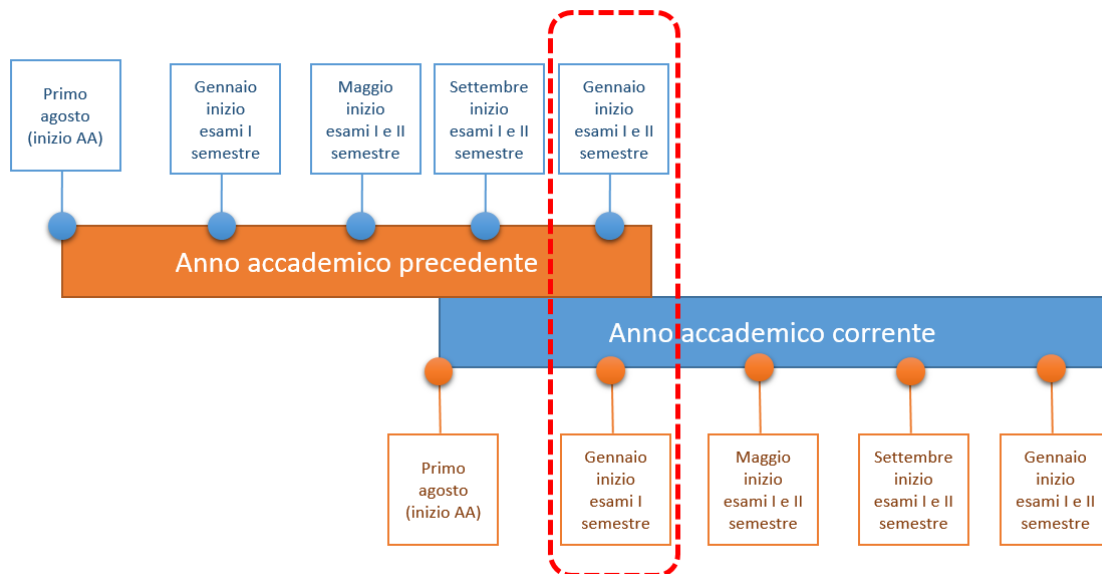 Primo
agosto
(inizio AA)
Gennaio
inizio
esami I
semestre
Maggio
inizio
esami I e II
semestre
Settembre
inizio
esami I e II
semestre
Gennaio
inizio
esami I e II
semestre
Anno accademico precedente
Anno accademico corrente
Primo
agosto
(inizio AA)
Gennaio
inizio
esami I
semestre
Maggio
inizio
esami I e II
semestre
Settembre
inizio
esami I e II
semestre
Gennaio
inizio
esami I e II
semestre